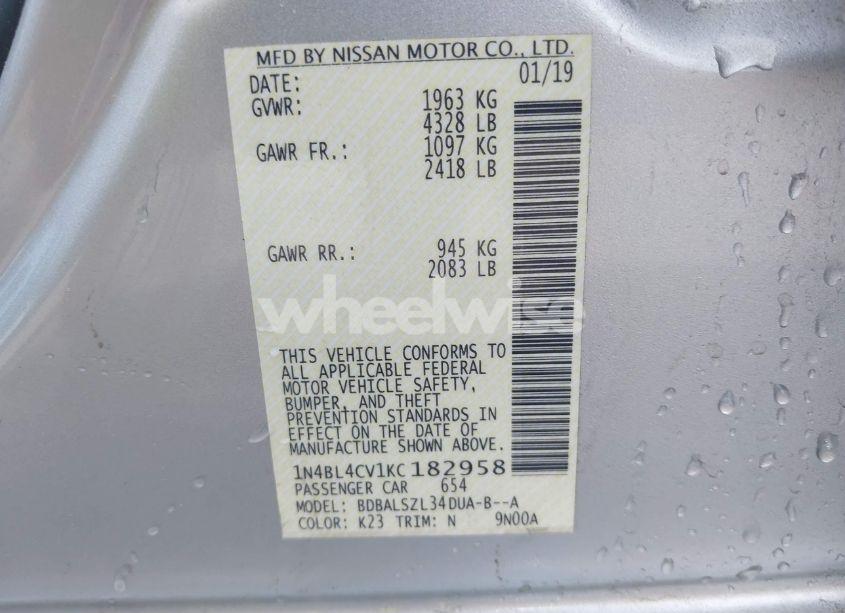 MFD BY NISSAN MOTOR CO., LTD.
DATE: 01/19
GVWR: 1963 KG
4328 LB
GAWR FR.: 1097 KG
2418 LB
GAWR RR.: 945 KG
2083 LB
wheelwise
THIS VEHICLE CONFORMS TO
ALL APPLICABLE FEDERAL
MOTOR VEHICLE SAFETY,
BUMPER, AND THEFT
PREVENTION STANDARDS IN
EFFECT ON THE DATE OF
MANUFACTURE SHOWN ABOVE.
1N4BL4CV1KC182958
PASSENGER CAR 654
MODEL: BDBALSZL34DUA-B--A
COLOR: K23 TRIM: N 9N00A